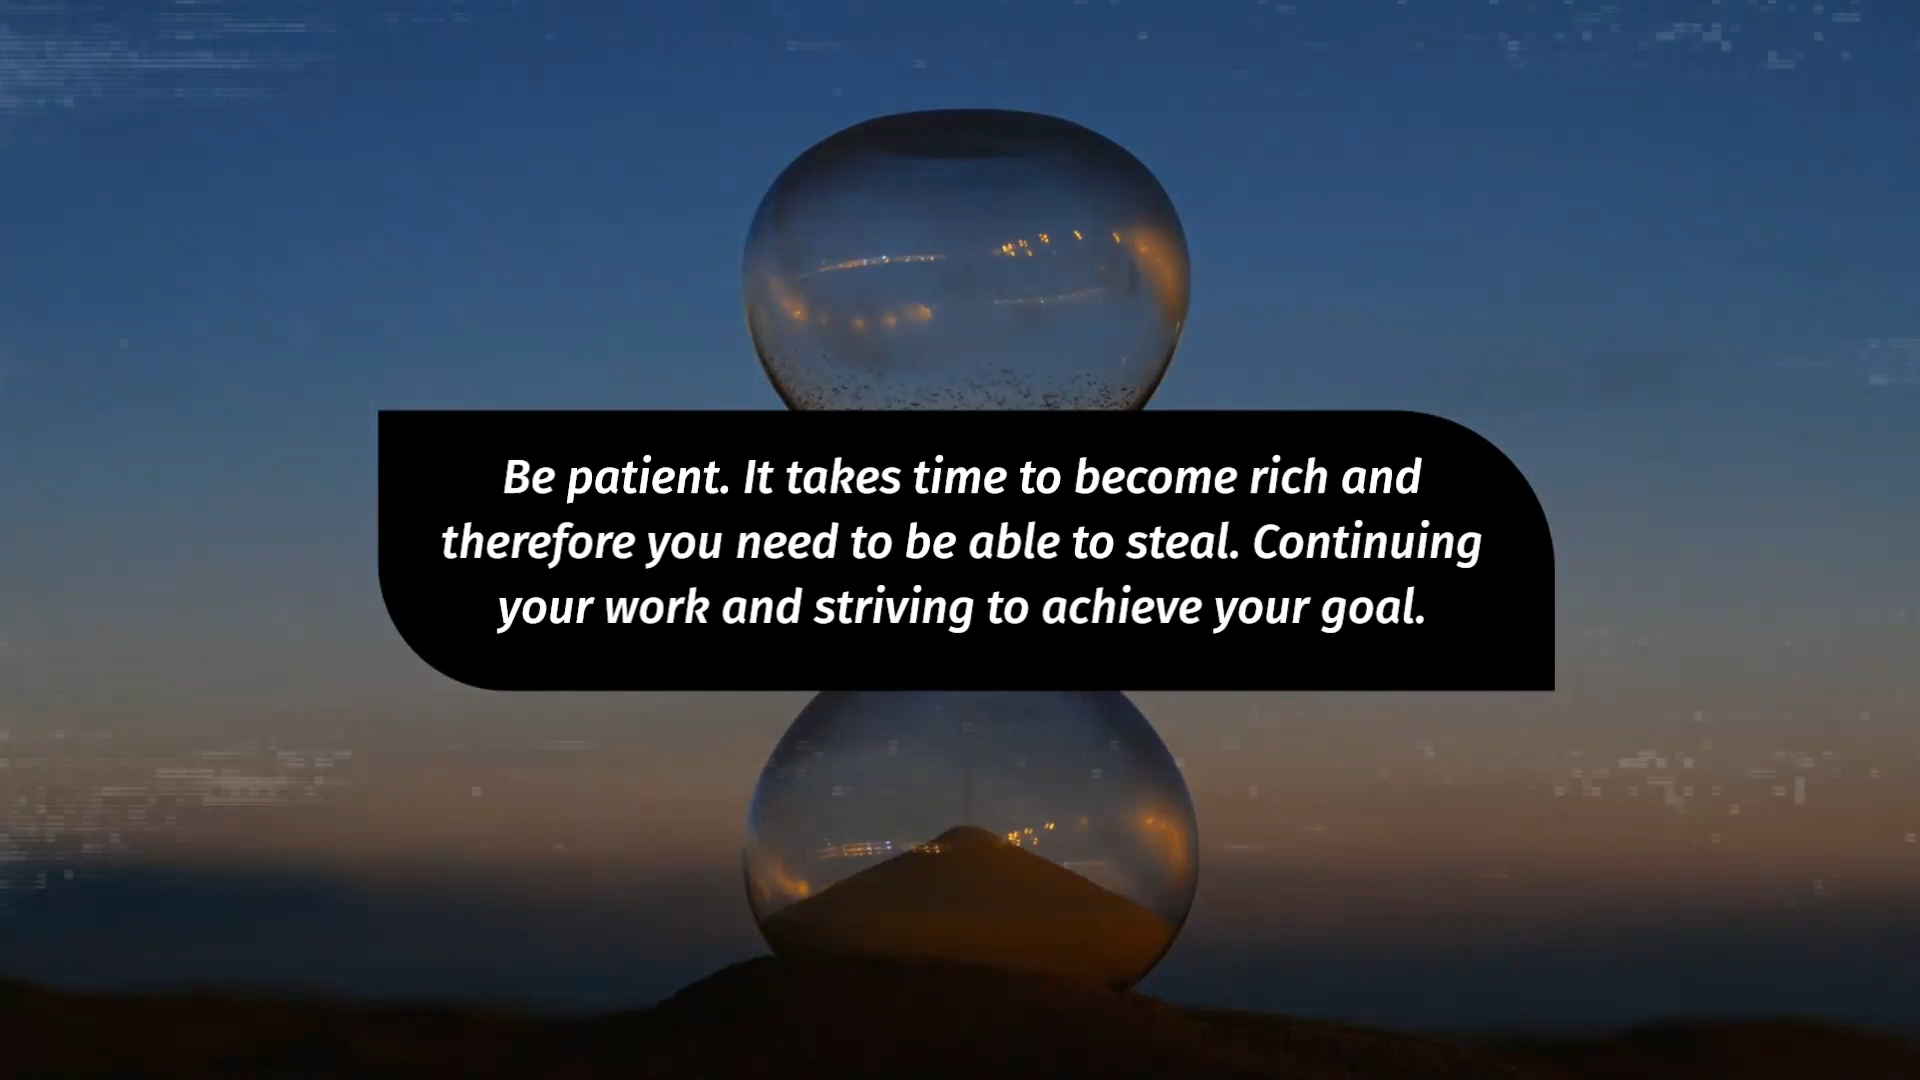 Be patient. It takes time to become rich and
therefore you need to be able to steal. Continuing
your work and striving to achieve your goal.